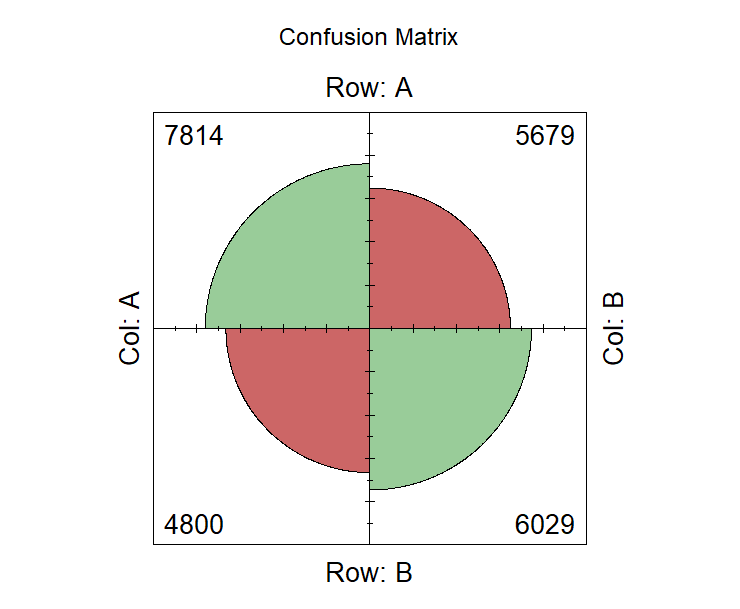 Confusion Matrix
Row: A
7814
5679
Col: A
Col: B
4800
6029
Row: B